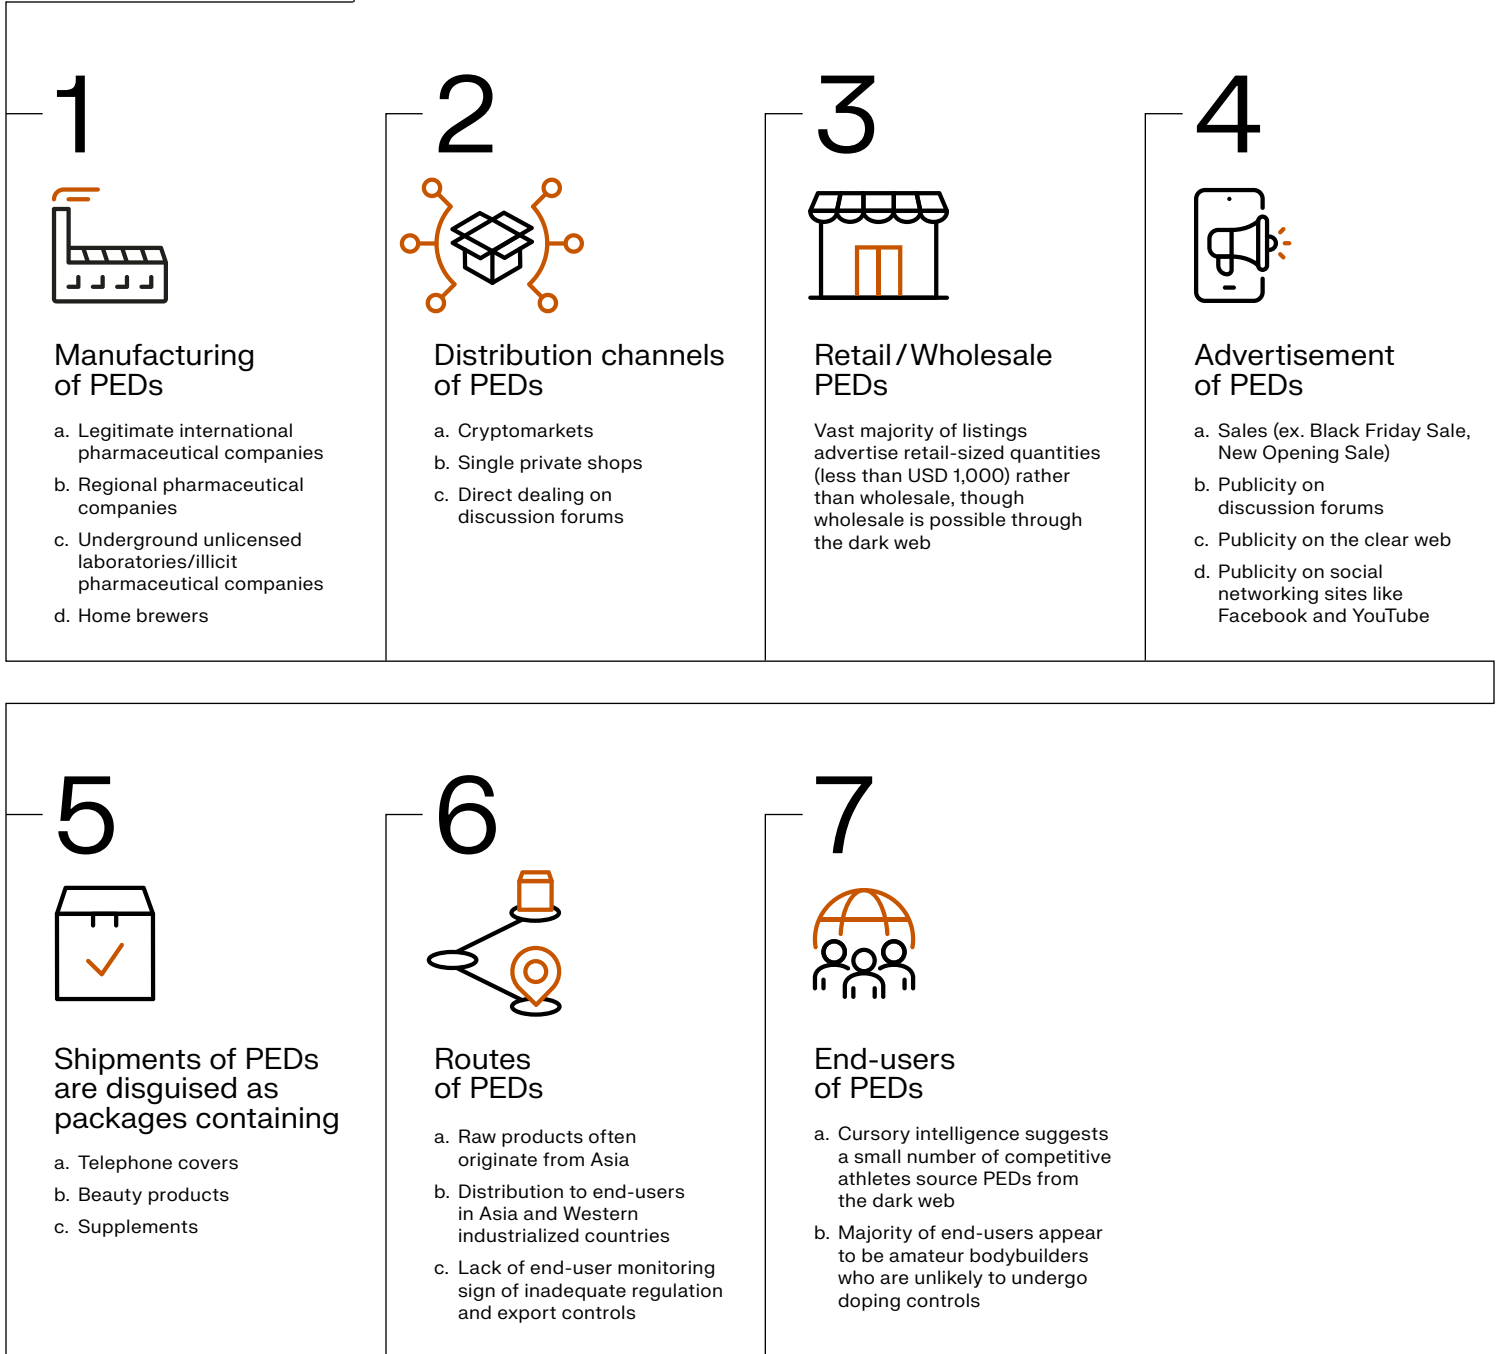 1
Manufacturing
of PEDs
a. Legitimate international
pharmaceutical companies
b. Regional pharmaceutical
companies
c. Underground unlicensed
laboratories/illicit
pharmaceutical companies
d. Home brewers
2
Distribution channels
of PEDs
a. Cryptomarkets
b. Single private shops
c. Direct dealing on
discussion forums
3
Retail/Wholesale
PEDs
Vast majority of listings
advertise retail-sized quantities
(less than USD 1,000) rather
than wholesale, though
wholesale is possible through
the dark web
4
Advertisement
of PEDs
a. Sales (ex. Black Friday Sale,
New Opening Sale)
b. Publicity on
discussion forums
c. Publicity on the clear web
d. Publicity on social
networking sites like
Facebook and YouTube
5
Shipments of PEDs
are disguised as
packages containing
a. Telephone covers
b. Beauty products
c. Supplements
6
Routes
of PEDs
a. Raw products often
originate from Asia
b. Distribution to end-users
in Asia and Western
industrialized countries
c. Lack of end-user monitoring
sign of inadequate regulation
and export controls
7
End-users
of PEDs
a. Cursory intelligence suggests
a small number of competitive
athletes source PEDs from
the dark web
b. Majority of end-users appear
to be amateur bodybuilders
who are unlikely to undergo
doping controls